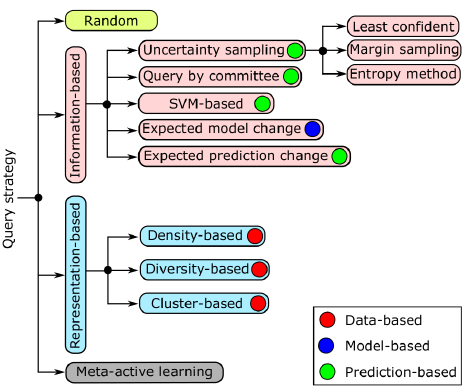 Random
Least confident
Uncertainty sampling
Margin sampling
Query by committee
Entropy method
Information-based
SVM-based
Expected model change
Expected prediction change
Query strategy
Representation-based
Density-based
Diversity-based
Cluster-based
Data-based
Model-based
Prediction-based
Meta-active learning